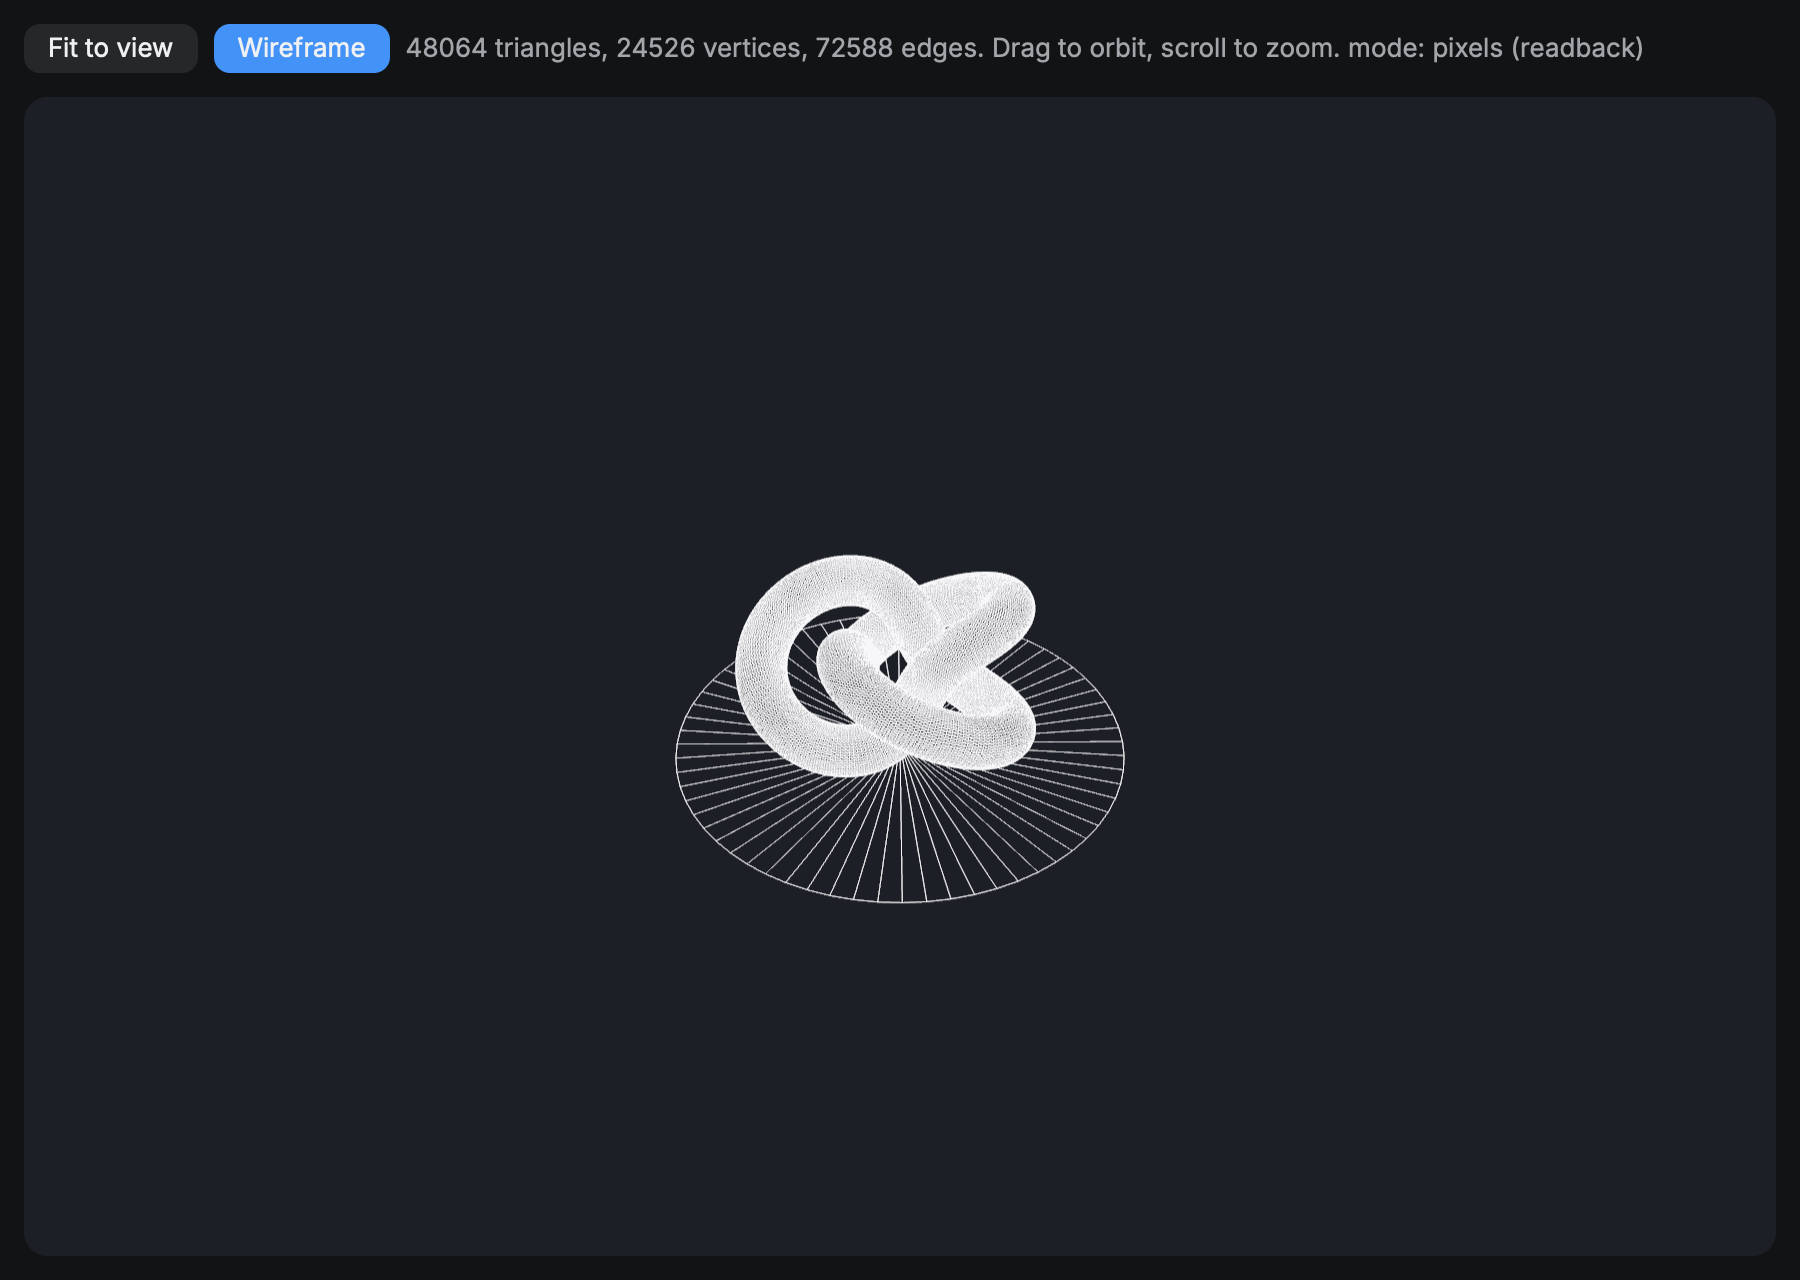 Fit to view
Wireframe
48064 triangles, 24526 vertices, 72588 edges. Drag to orbit, scroll to zoom. mode: pixels (readback)